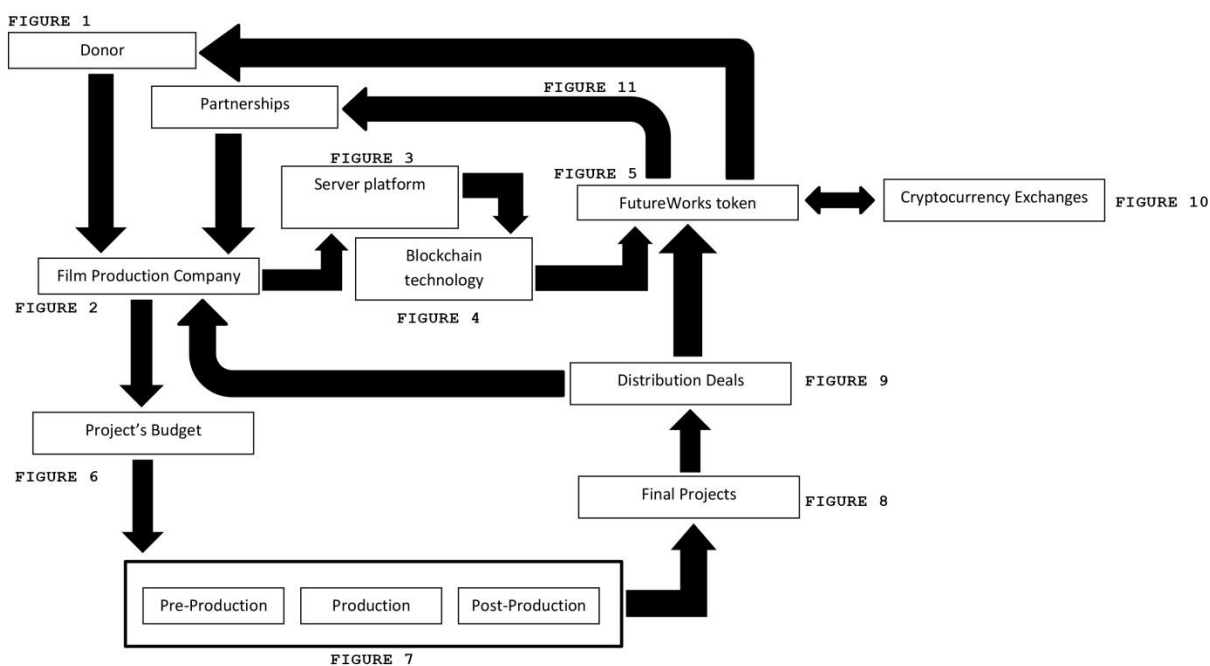 FIGURE 1
Donor
FIGURE 11
Partnerships
FIGURE 3
FIGURE 5
Server platform
FutureWorks token
Cryptocurrency Exchanges
FIGURE 10
Blockchain
technology
Film Production Company
FIGURE 2
FIGURE 4
Distribution Deals
FIGURE 9
Project’s Budget
FIGURE 6
Final Projects
FIGURE 8
Pre-Production
Production
Post-Production
FIGURE 7